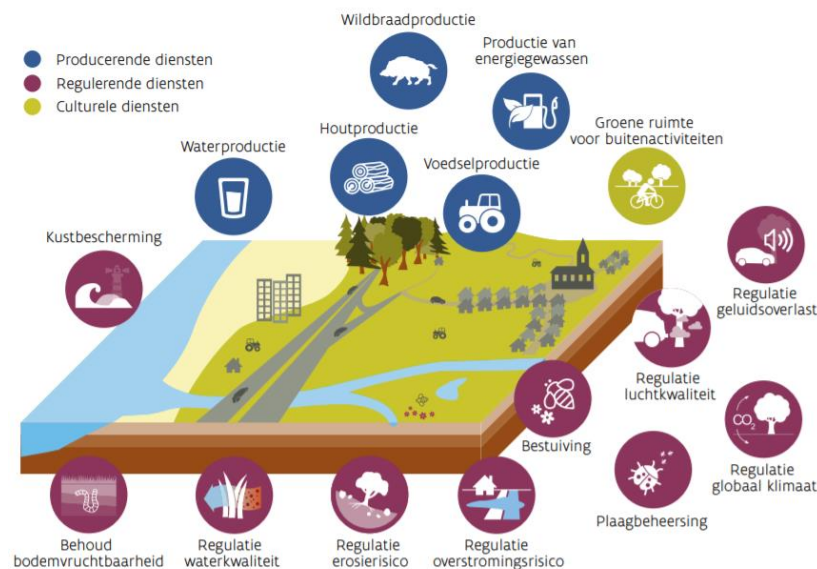 Wildbraadproductie
Producerende diensten
Regulerende diensten
Culturele diensten
Productie van
energiegewassen
Houtproductie
Waterproductie
Voedselproductie
Groene ruimte
voor buitenactiviteiten
Kustbescherming
Regulatie
geluidsoverlast
Regulatie
luchtkwaliteit
Bestuiving
CO₂
Regulatie
globaal klimaat
Plaagbeheersing
Behoud
bodemvruchtbaarheid
Regulatie
waterkwaliteit
Regulatie
erosierisico
Regulatie
overstromingsrisico